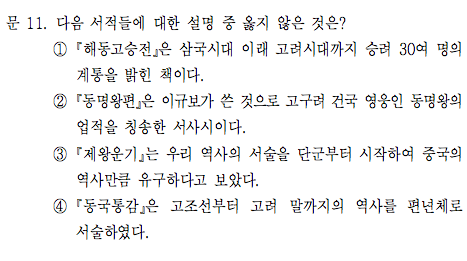 문 11. 다음 서적들에 대한 설명 중 옳지 않은 것은?
① 『해동고승전』은 삼국시대 이래 고려시대까지 승려 30여 명의
계통을 밝힌 책이다.
② 『동명왕편』은 이규보가 쓴 것으로 고구려 건국 영웅인 동명왕의
업적을 칭송한 서사시이다.
③ 『제왕운기』는 우리 역사의 서술을 단군부터 시작하여 중국의
역사만큼 유구하다고 보았다.
④ 『동국통감』은 고조선부터 고려 말까지의 역사를 편년체로
서술하였다.